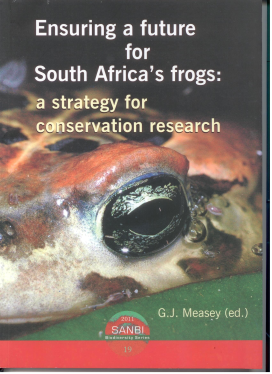 Ensuring a future
for
South Africa's frogs:
a strategy for
conservation research
G.J. Measey (ed.)
2011
SANBI
Biodiversity Series
19